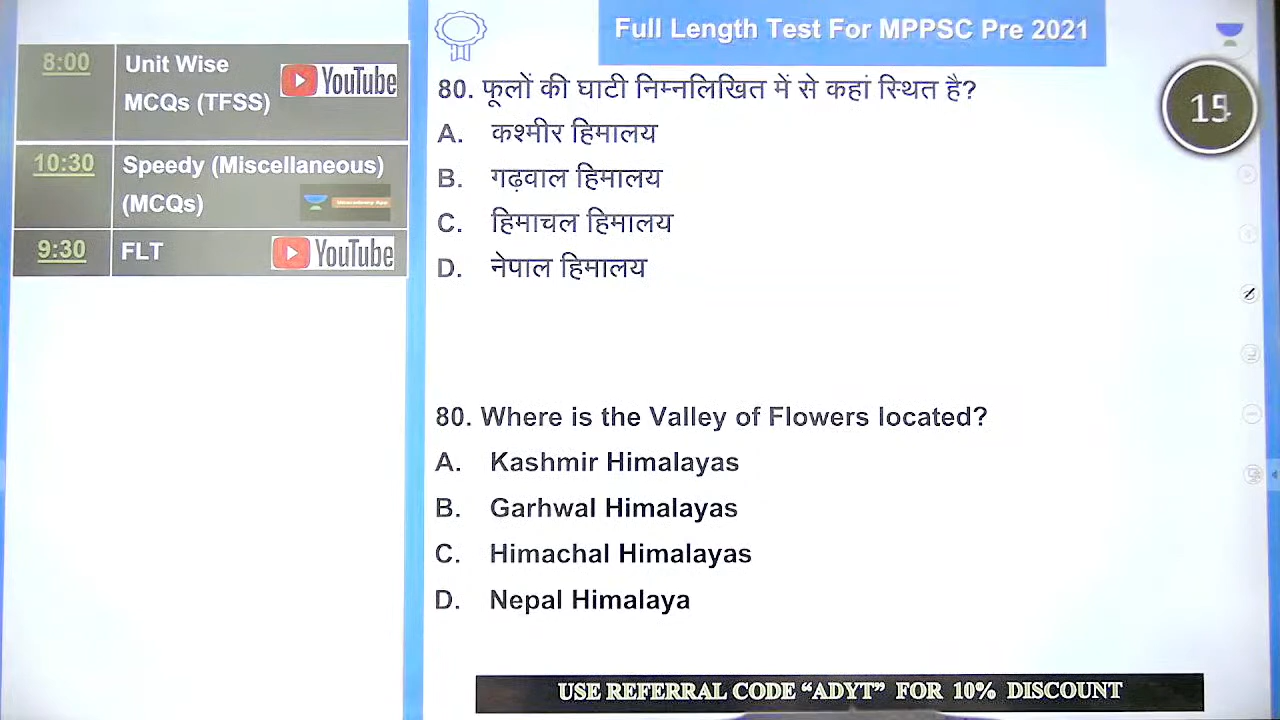 Full Length Test For MPPSC Pre 2021
8:00 Unit Wise
MCQs (TFSS)
YouTube
10:30 Speedy (Miscellaneous)
(MCQs)
9:30 FLT
YouTube
15
80. फूलों की घाटी निम्नलिखित में से कहां स्थित है?
A. कश्मीर हिमालय
B. गढ़वाल हिमालय
C. हिमाचल हिमालय
D. नेपाल हिमालय
80. Where is the Valley of Flowers located?
A. Kashmir Himalayas
B. Garhwal Himalayas
C. Himachal Himalayas
D. Nepal Himalaya
USE REFERRAL CODE “ADYT” FOR 10% DISCOUNT